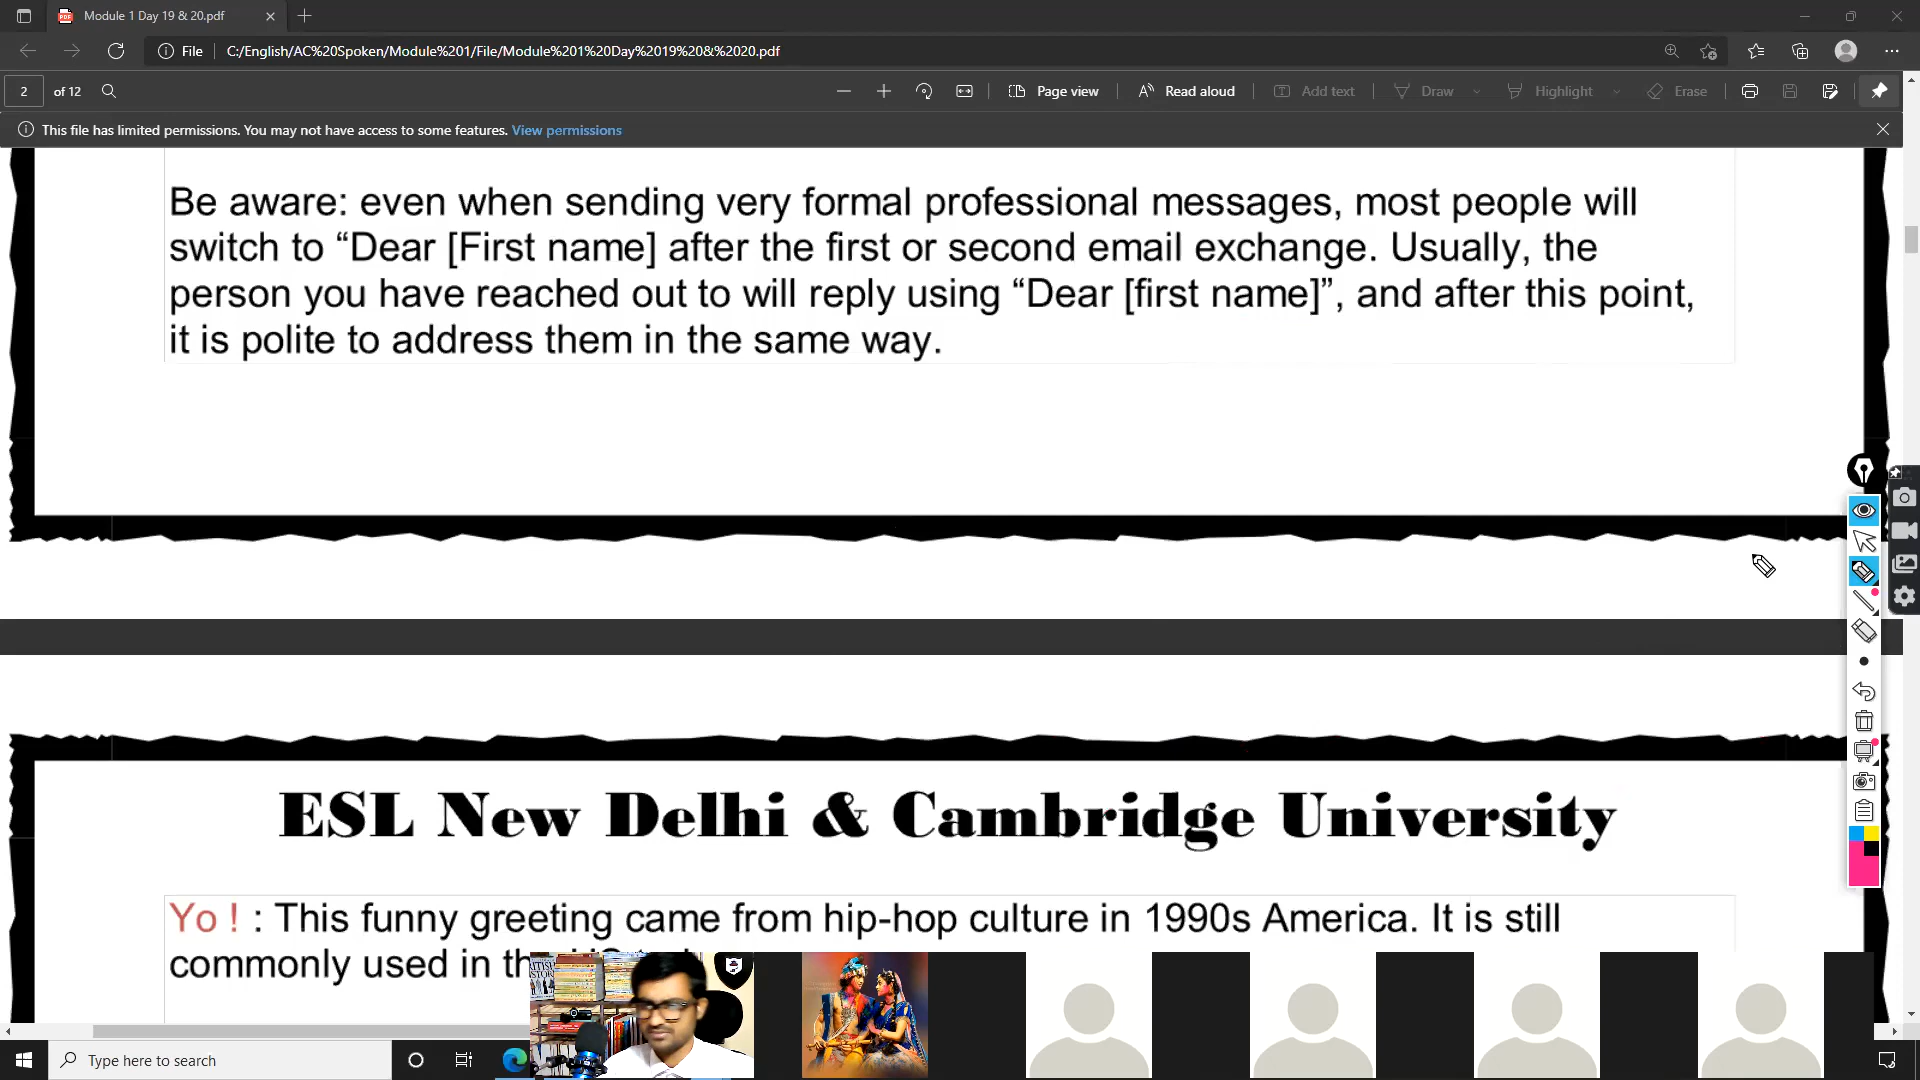 Module 1 Day 19 & 20.pdf
File
C:/English/AC%20Spoken/Module%201/File/Module%201%20Day%2019%20&%2020.pdf
2
of 12
Page view
Read aloud
Add text
Draw
Highlight
Erase
This file has limited permissions. You may not have access to some features. View permissions
Be aware: even when sending very formal professional messages, most people will
switch to “Dear [First name] after the first or second email exchange. Usually, the
person you have reached out to will reply using “Dear [first name]”, and after this point,
it is polite to address them in the same way.
ESL New Delhi & Cambridge University
Yo ! : This funny greeting came from hip-hop culture in 1990s America. It is still
commonly used in
Type here to search